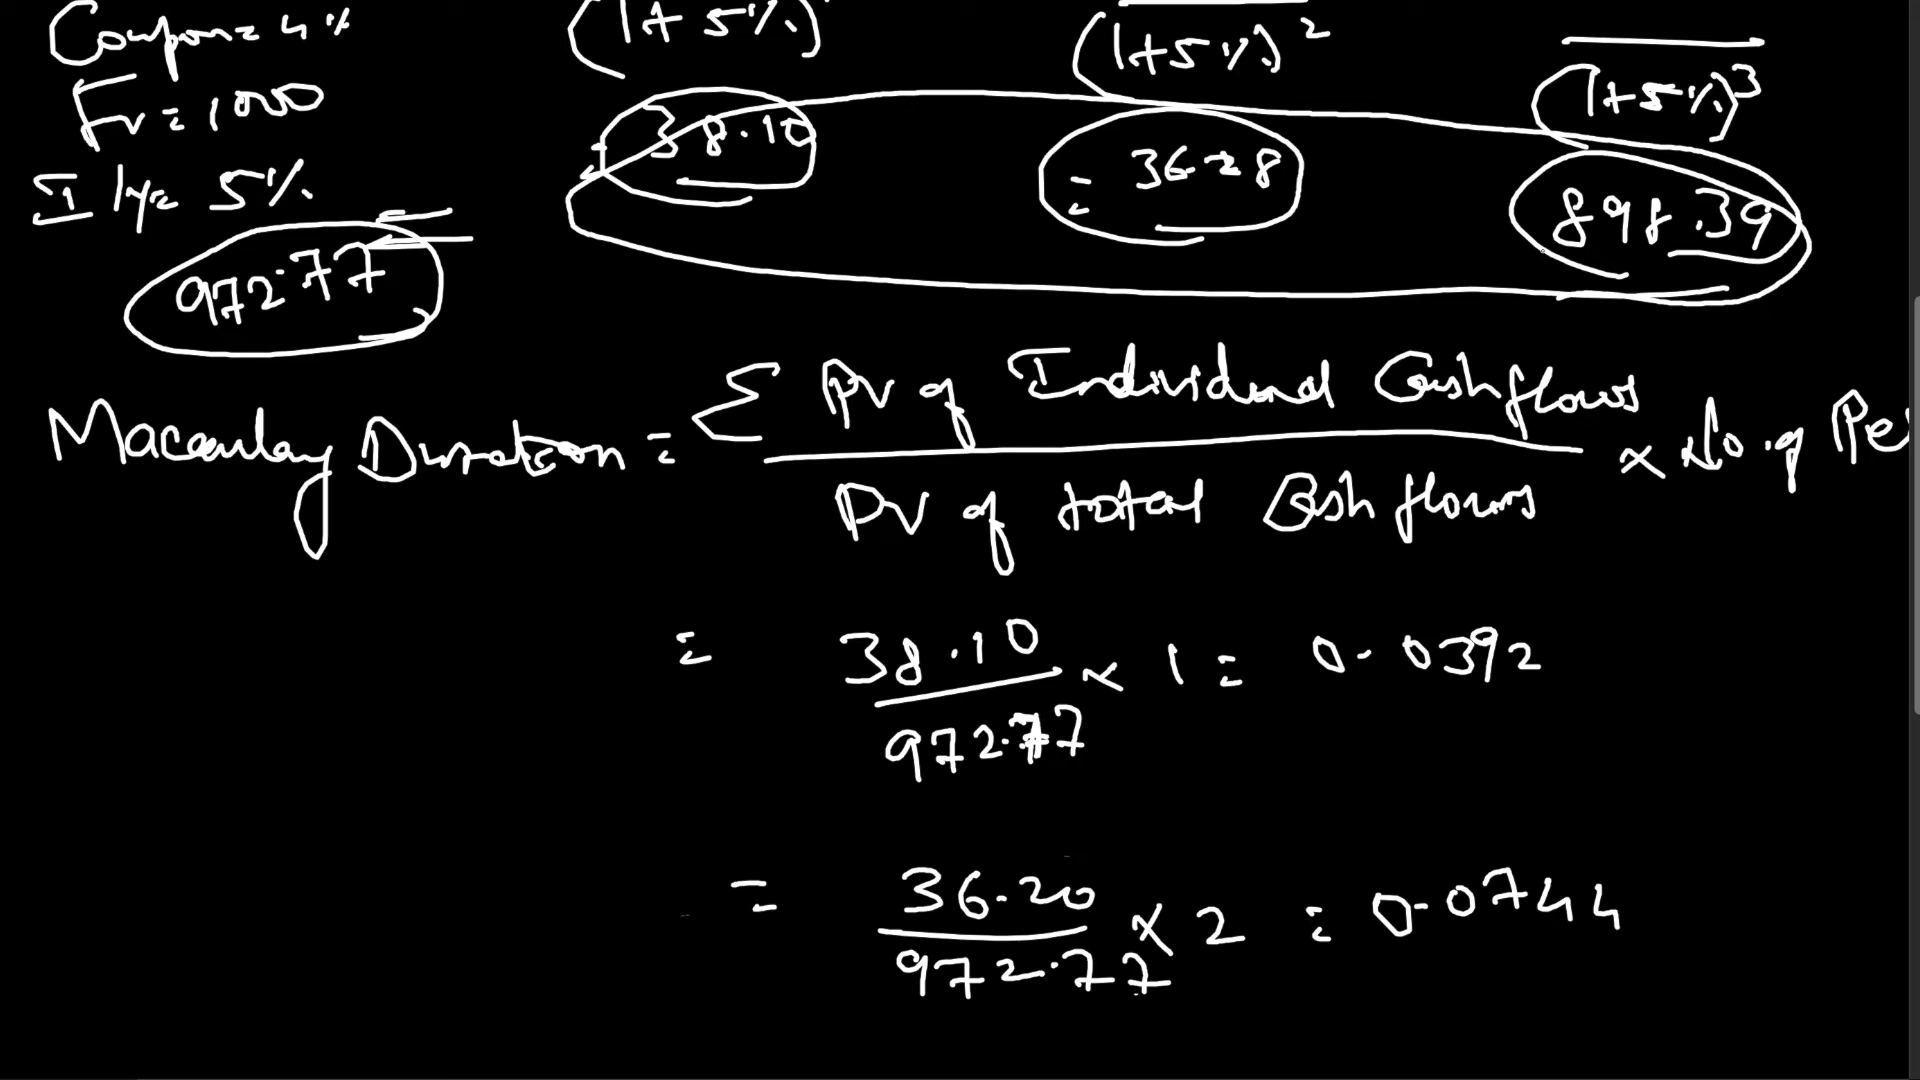 Coupon = 4%
(1+5%)
(1+5%)²
(1+5%)³
FV = 1000
I/y = 5%
= 38.10
= 36.28
898.39
972.77
Macaulay Duration = Σ PV of Individual Cashflows
PV of total Cash flows
× No. of Pe
= 38.10 / 972.77 × 1 = 0.0392
= 36.20 / 972.77 × 2 = 0.0744